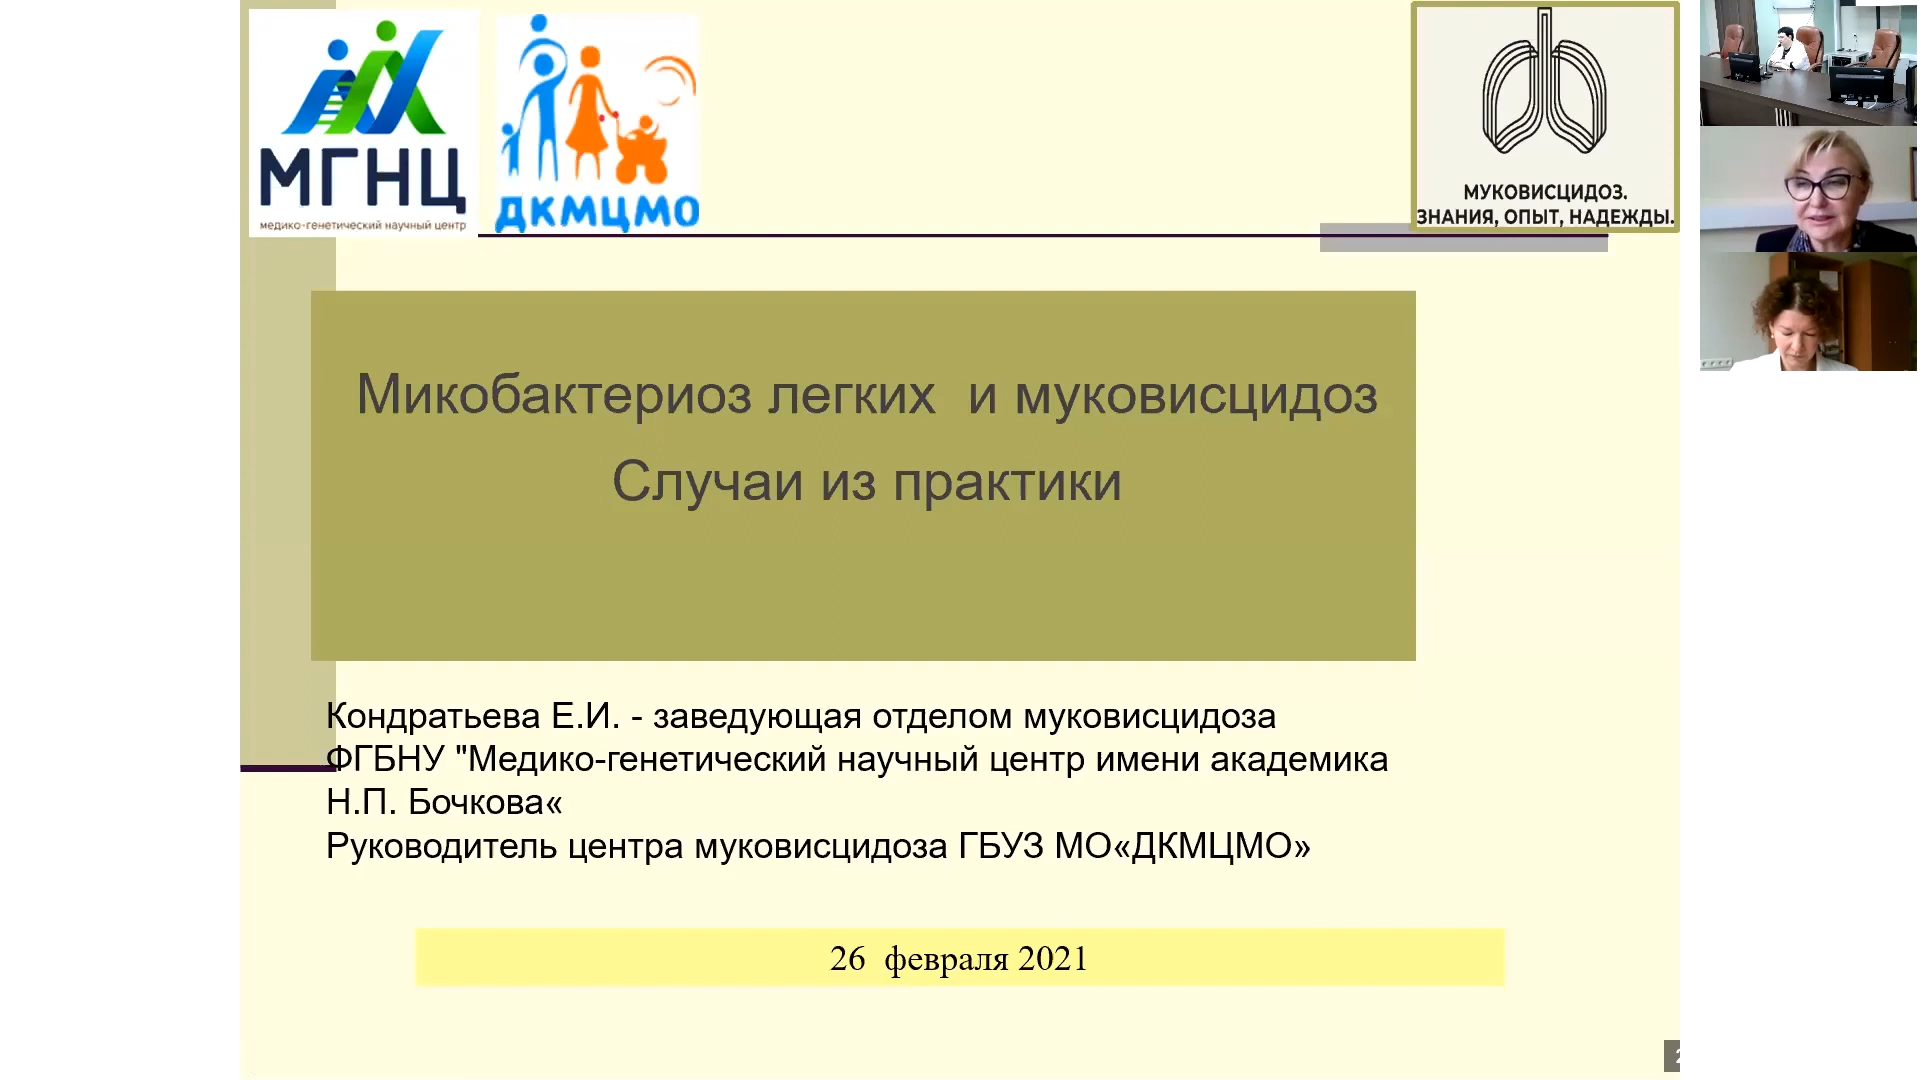 МГНЦ
медико-генетический научный центр
ДКМЦМО
МУКОВИСЦИДОЗ.
ЗНАНИЯ, ОПЫТ, НАДЕЖДЫ.
Микобактериоз легких и муковисцидоз
Случаи из практики
Кондратьева Е.И. - заведующая отделом муковисцидоза
ФГБНУ "Медико-генетический научный центр имени академика
Н.П. Бочкова«
Руководитель центра муковисцидоза ГБУЗ МО«ДКМЦМО»
26 февраля 2021